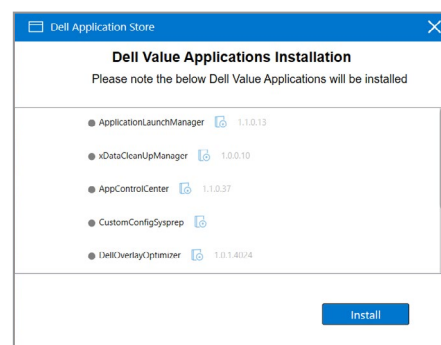 Dell Application Store
Dell Value Applications Installation
Please note the below Dell Value Applications will be installed
ApplicationLaunchManager 1.1.0.13
xDataCleanUpManager 1.0.0.10
AppControlCenter 1.1.0.37
CustomConfigSysprep
DellOverlayOptimizer 1.0.1.4024
Install